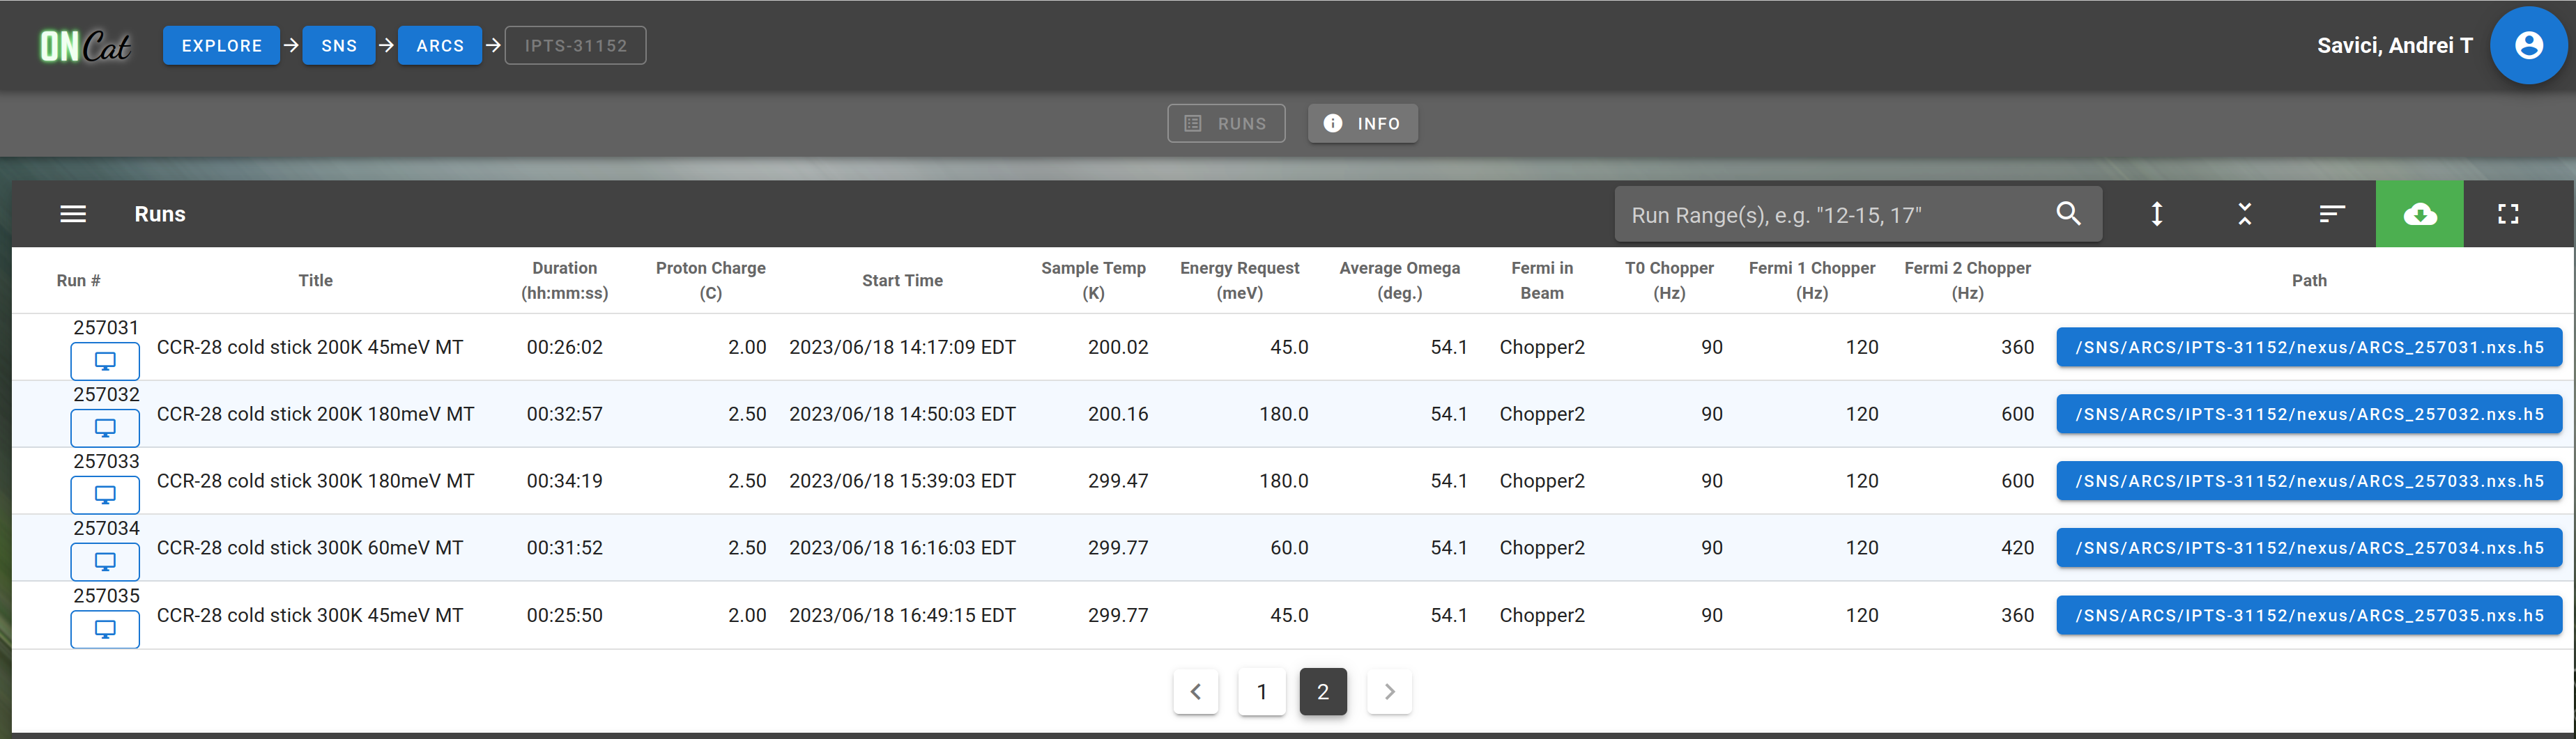 ONCat EXPLORE SNS ARCS IPTS-31152 Savici, Andrei T
RUNS INFO
Runs Run Range(s), e.g. "12-15, 17"
Run # Title Duration (hh:mm:ss) Proton Charge (C) Start Time Sample Temp (K) Energy Request (meV) Average Omega (deg.) Fermi in Beam T0 Chopper (Hz) Fermi 1 Chopper (Hz) Fermi 2 Chopper (Hz) Path
257031 CCR-28 cold stick 200K 45meV MT 00:26:02 2.00 2023/06/18 14:17:09 EDT 200.02 45.0 54.1 Chopper2 90 120 360 /SNS/ARCS/IPTS-31152/nexus/ARCS_257031.nxs.h5
257032 CCR-28 cold stick 200K 180meV MT 00:32:57 2.50 2023/06/18 14:50:03 EDT 200.16 180.0 54.1 Chopper2 90 120 600 /SNS/ARCS/IPTS-31152/nexus/ARCS_257032.nxs.h5
257033 CCR-28 cold stick 300K 180meV MT 00:34:19 2.50 2023/06/18 15:39:03 EDT 299.47 180.0 54.1 Chopper2 90 120 600 /SNS/ARCS/IPTS-31152/nexus/ARCS_257033.nxs.h5
257034 CCR-28 cold stick 300K 60meV MT 00:31:52 2.50 2023/06/18 16:16:03 EDT 299.77 60.0 54.1 Chopper2 90 120 420 /SNS/ARCS/IPTS-31152/nexus/ARCS_257034.nxs.h5
257035 CCR-28 cold stick 300K 45meV MT 00:25:50 2.00 2023/06/18 16:49:15 EDT 299.77 45.0 54.1 Chopper2 90 120 360 /SNS/ARCS/IPTS-31152/nexus/ARCS_257035.nxs.h5
1 2